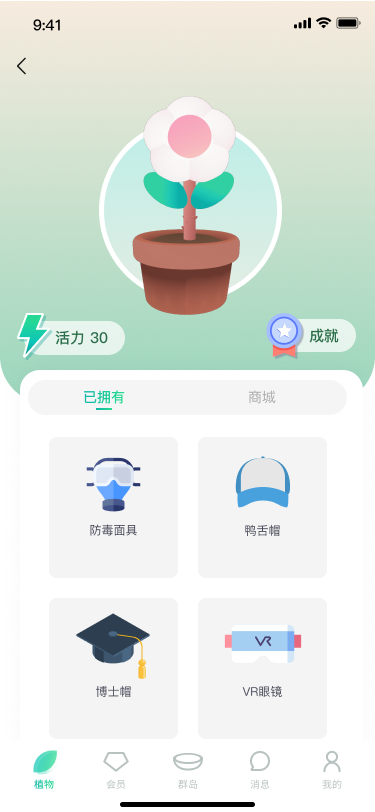 9:41
活力 30
成就
已拥有
商城
防毒面具
鸭舌帽
VR
博士帽
VR眼镜
植物
会员
群岛
消息
我的